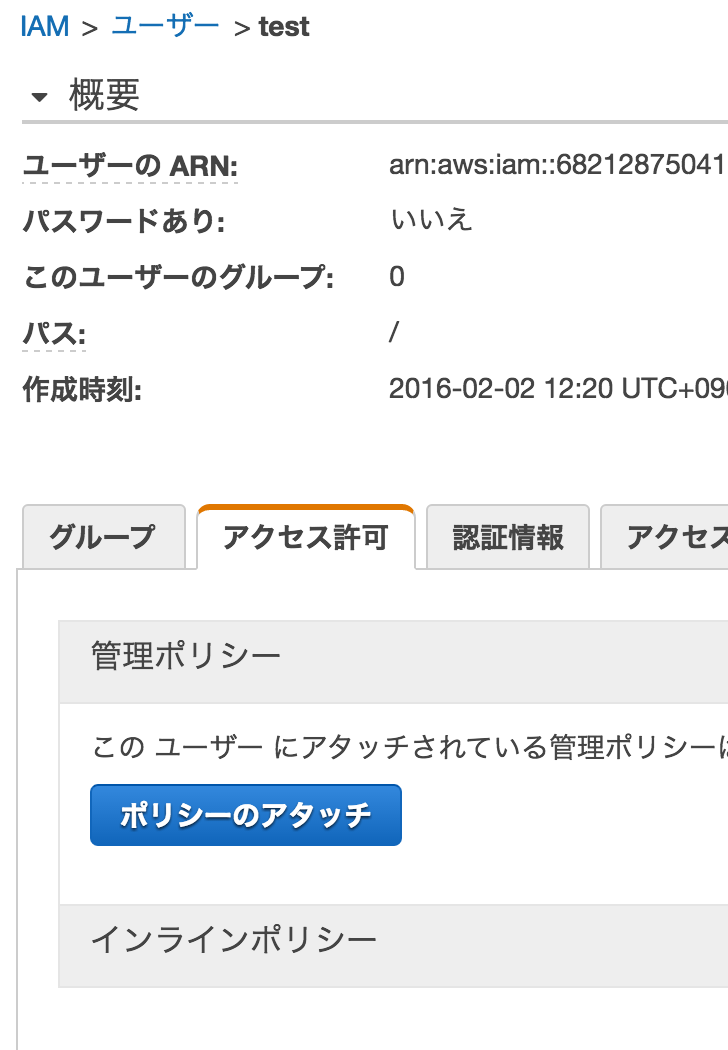 IAM > ユーザー > test
概要
ユーザーの ARN: arn:aws:iam::68212875041
パスワードあり: いいえ
このユーザーのグループ: 0
パス: /
作成時刻: 2016-02-02 12:20 UTC+090
グループ アクセス許可 認証情報 アクセス
管理ポリシー
この ユーザー にアタッチされている管理ポリシーは
ポリシーのアタッチ
インラインポリシー